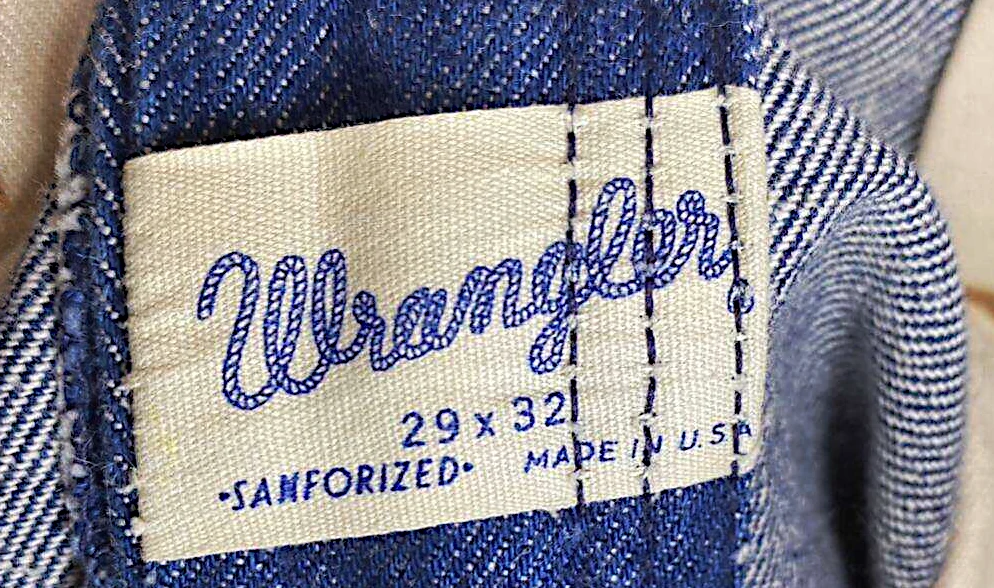 Wrangler
29 x 32
•SANFORIZED• MADE IN U.S.A